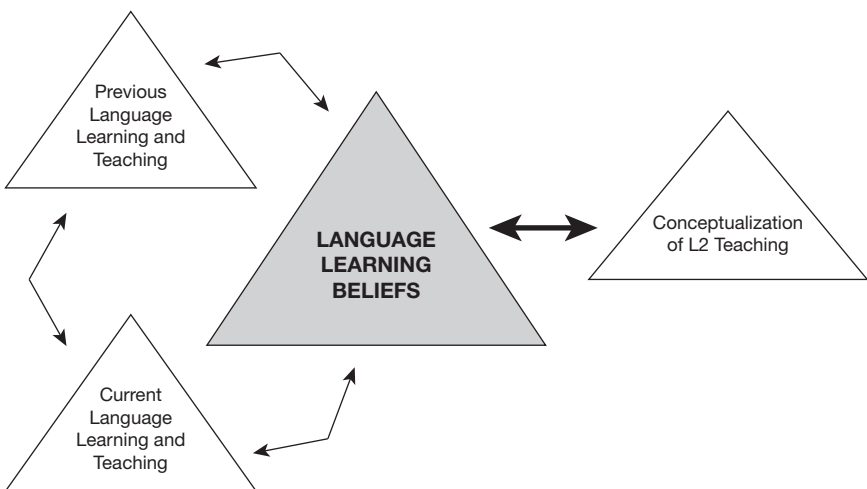 Previous
Language
Learning and
Teaching
LANGUAGE
LEARNING
BELIEFS
Conceptualization
of L2 Teaching
Current
Language
Learning and
Teaching